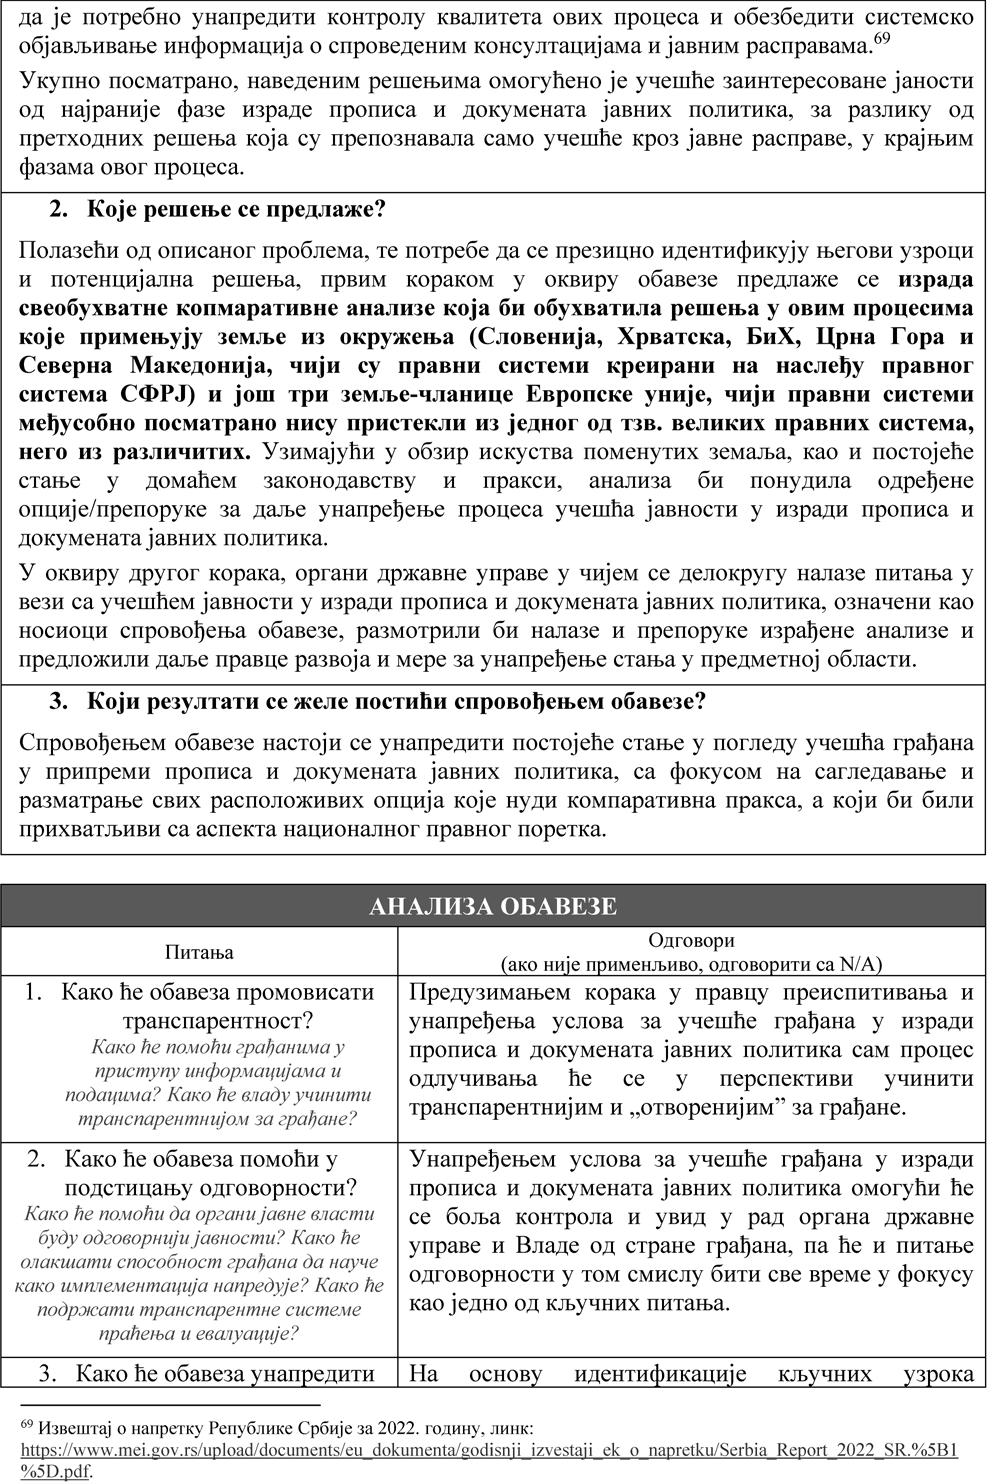 да је потребно унапредити контролу квалитета ових процеса и обезбедити системско
објављивање информација о спроведеним консултацијама и јавним расправама.69
Укупно посматрано, наведеним решењима омогућено је учешће заинтересоване јаности
од најраније фазе израде прописа и докумената јавних политика, за разлику од
претходних решења која су препознавала само учешће кроз јавне расправе, у крајњим
фазама овог процеса.
2. Које решење се предлаже?
Полазећи од описаног проблема, те потребе да се презицно идентификују његови узроци
и потенцијална решења, првим кораком у оквиру обавезе предлаже се израда
свеобухватне копмаративне анализе која би обухватила решења у овим процесима
које примењују земље из окружења (Словенија, Хрватска, БиХ, Црна Гора и
Северна Македонија, чији су правни системи креирани на наслеђу правног
система СФРЈ) и још три земље-чланице Европске уније, чији правни системи
међусобно посматрано нису пристекли из једног од тзв. великих правних система,
него из различитих. Узимајући у обзир искуства поменутих земаља, као и постојеће
стање у домаћем законодавству и пракси, анализа би понудила одређене
опције/препоруке за даље унапређење процеса учешћа јавности у изради прописа и
докумената јавних политика.
У оквиру другог корака, органи државне управе у чијем се делокругу налазе питања у
вези са учешћем јавности у изради прописа и докумената јавних политика, означени као
носиоци спровођења обавезе, размотрили би налазе и препоруке израђене анализе и
предложили даље правце развоја и мере за унапређење стања у предметној области.
3. Који резултати се желе постићи спровођењем обавезе?
Спровођењем обавезе настоји се унапредити постојеће стање у погледу учешћа грађана
у припреми прописа и докумената јавних политика, са фокусом на сагледавање и
разматрање свих расположивих опција које нуди компаративна пракса, а који би били
прихватљиви са аспекта националног правног поретка.
АНАЛИЗА ОБАВЕЗЕ
Питања
Одговори
(ако није применљиво, одговорити са N/A)
1. Како ће обавеза промовисати
транспарентност?
Како ће помоћи грађанима у
приступу информацијама и
подацима? Како ће владу учинити
транспарентнијом за грађане?
Предузимањем корака у правцу преиспитивања и
унапређења услова за учешће грађана у изради
прописа и докумената јавних политика сам процес
одлучивања ће се у перспективи учинити
транспарентнијим и „отворенијим” за грађане.
2. Како ће обавеза помоћи у
подстицању одговорности?
Како ће помоћи да органи јавне власти
буду одговорнији јавности? Како ће
олакшати способност грађана да науче
како имплементација напредује? Како ће
подржати транспарентне системе
праћења и евалуације?
Унапређењем услова за учешће грађана у изради
прописа и докумената јавних политика омогући ће
се боља контрола и увид у рад органа државне
управе и Владе од стране грађана, па ће и питање
одговорности у том смислу бити све време у фокусу
као једно од кључних питања.
3. Како ће обавеза унапредити
На основу идентификације кључних узрока
69 Извештај о напретку Републике Србије за 2022. годину, линк:
https://www.mei.gov.rs/upload/documents/eu_dokumenta/godisnji_izvestaji_ek_o_napretku/Serbia_Report_2022_SR.%5B1
%5D.pdf.